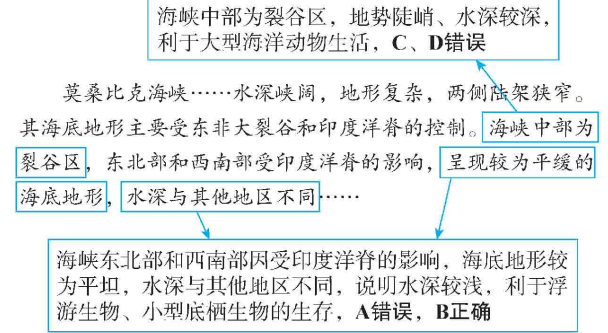 海峡中部为裂谷区，地势陡峭、水深较深，
利于大型海洋动物生活，C、D错误
莫桑比克海峡……水深峡阔，地形复杂，两侧陆架狭窄。
其海底地形主要受东非大裂谷和印度洋脊的控制。海峡中部为
裂谷区，东北部和西南部受印度洋脊的影响，呈现较为平缓的
海底地形，水深与其他地区不同……
海峡东北部和西南部因受印度洋脊的影响，海底地形较
为平坦，水深与其他地区不同，说明水深较浅，利于浮
游生物、小型底栖生物的生存，A错误，B正确